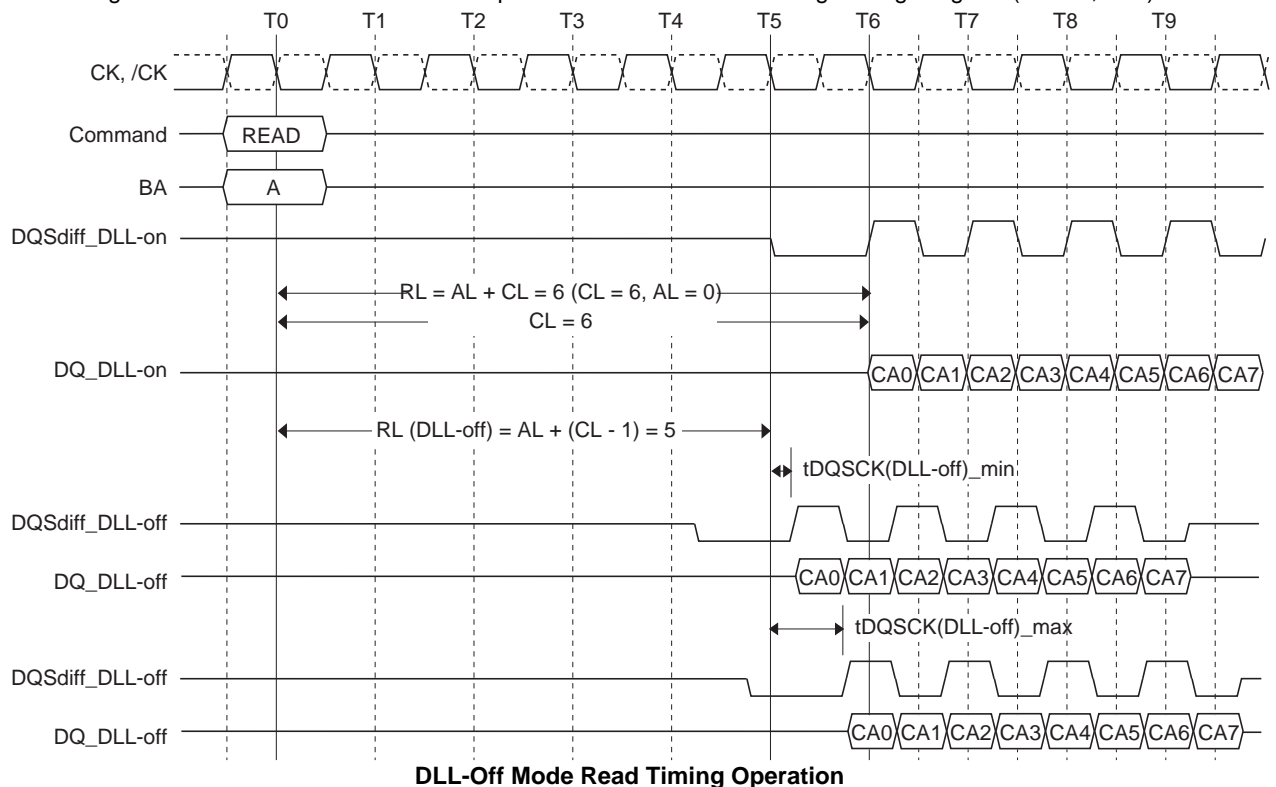 T0 T1 T2 T3 T4 T5 T6 T7 T8 T9
CK, /CK
Command READ
BA A
DQSdiff_DLL-on
RL = AL + CL = 6 (CL = 6, AL = 0)
CL = 6
DQ_DLL-on CA0 CA1 CA2 CA3 CA4 CA5 CA6 CA7
RL (DLL-off) = AL + (CL - 1) = 5
tDQSCK(DLL-off)_min
DQSdiff_DLL-off
DQ_DLL-off CA0 CA1 CA2 CA3 CA4 CA5 CA6 CA7
tDQSCK(DLL-off)_max
DQSdiff_DLL-off
DQ_DLL-off CA0 CA1 CA2 CA3 CA4 CA5 CA6 CA7
DLL-Off Mode Read Timing Operation